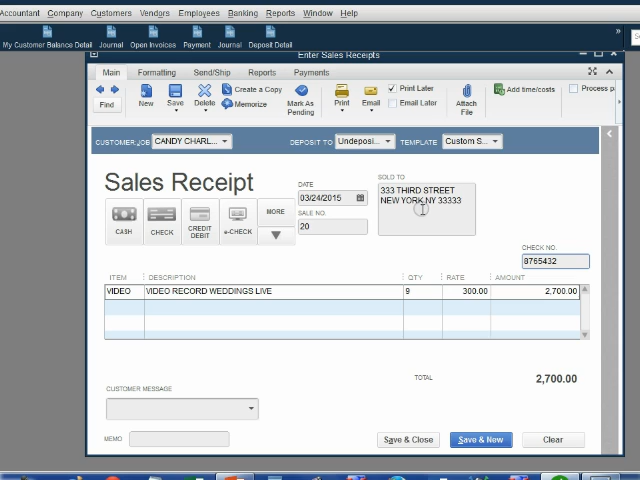 Accountant Company Customers Vendors Employees Banking Reports Window Help
»
My Customer Balance Detail Journal Open Invoices Payment Journal Deposit Detail
Enter Sales Receipts
Main Formatting Send/Ship Reports Payments
Find New Save Delete Create a Copy Memorize Mark As Pending Print Email Print Later Email Later Attach File Add time/costs Process p
CUSTOMER:JOB CANDY CHARL... DEPOSIT TO Undeposi... TEMPLATE Custom S...
Sales Receipt
DATE
03/24/2015
SALE NO.
20
SOLD TO
333 THIRD STREET
NEW YORK NY 33333
CASH CHECK CREDIT DEBIT e-CHECK MORE
CHECK NO.
8765432
ITEM DESCRIPTION QTY RATE AMOUNT
VIDEO VIDEO RECORD WEDDINGS LIVE 9 300.00 2,700.00
TOTAL 2,700.00
CUSTOMER MESSAGE
MEMO
Save & Close Save & New Clear